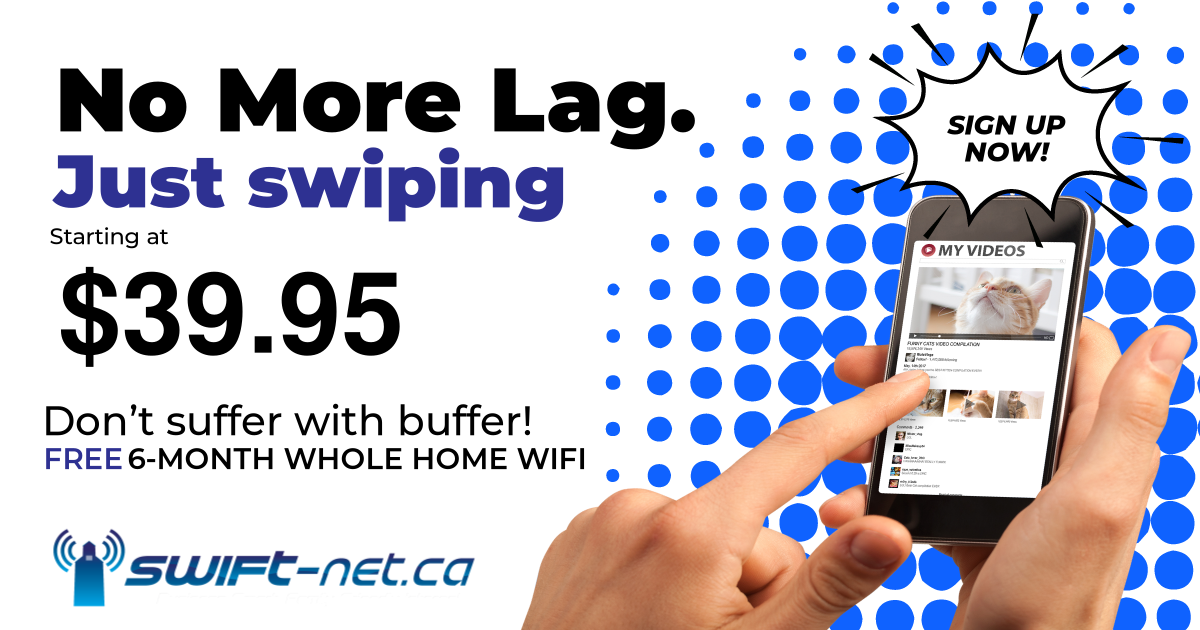 No More Lag.
Just swiping
Starting at
$39.95
Don't suffer with buffer!
FREE 6-MONTH WHOLE HOME WIFI
swift-net.ca
SIGN UP
NOW!
MY VIDEOS
FUNNY CATS VIDEO COMPILATION